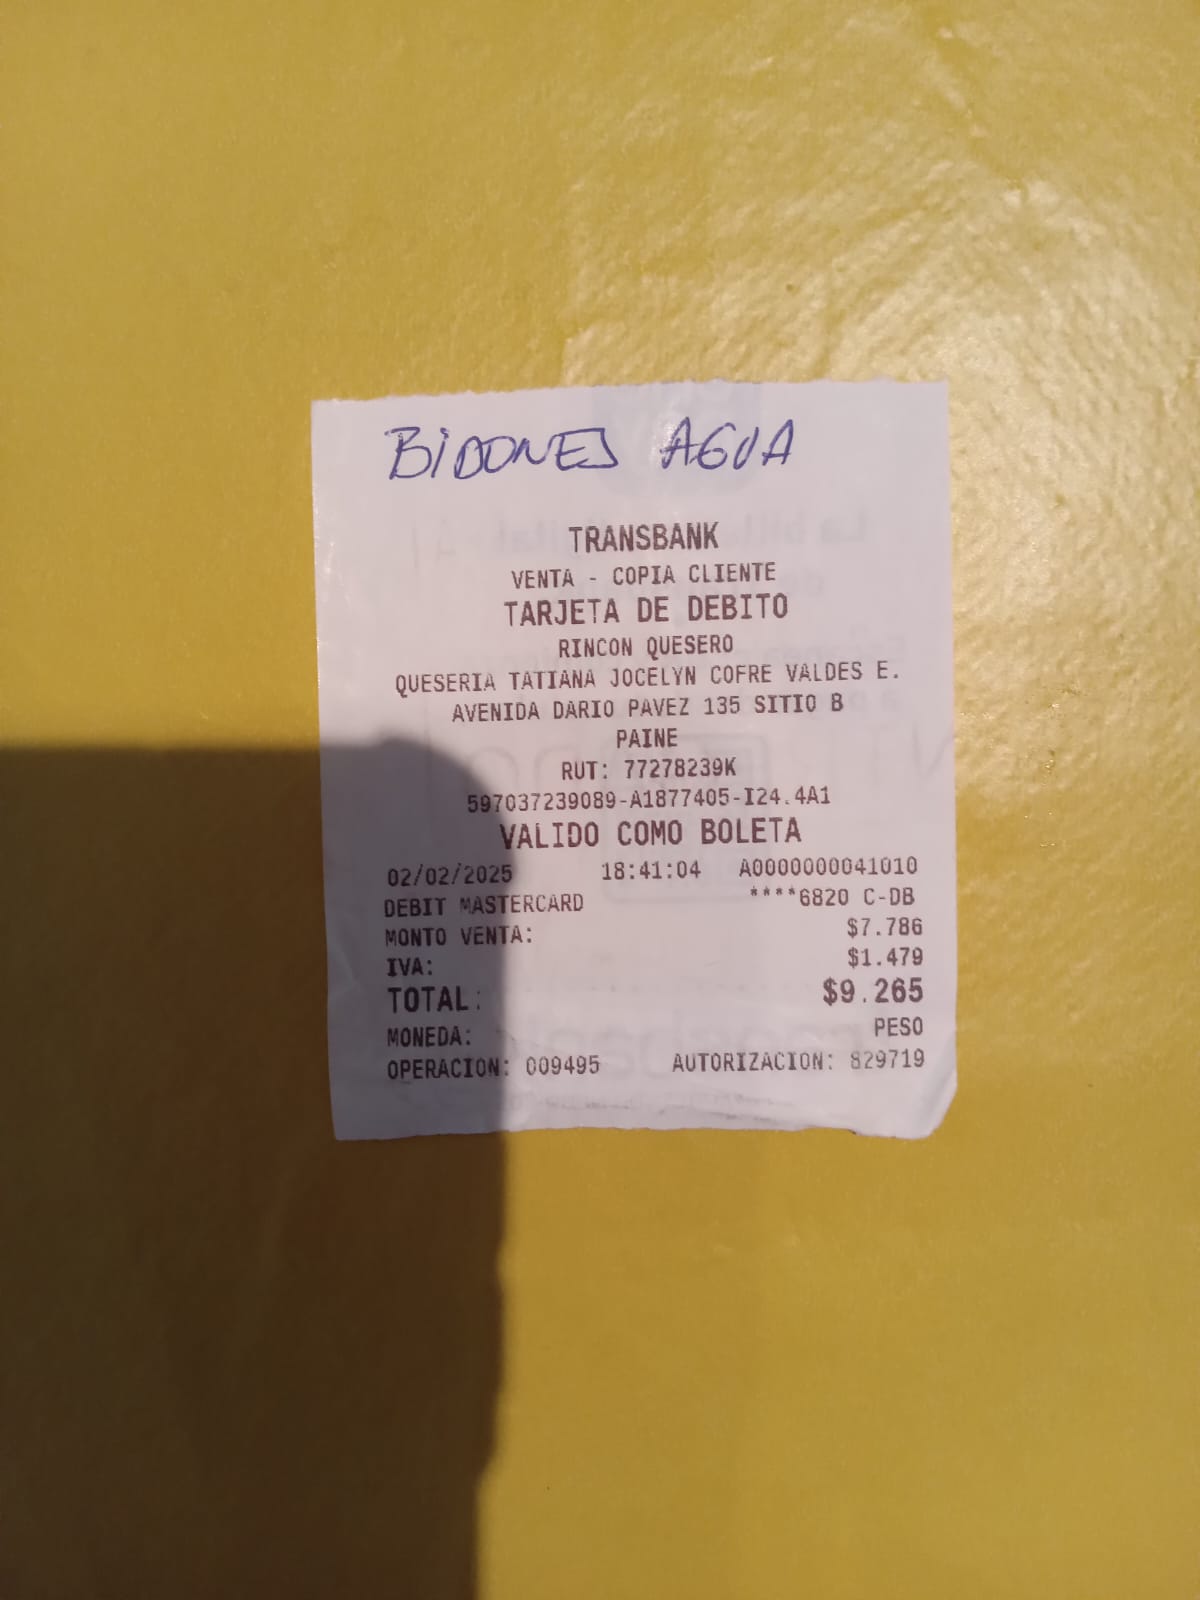 BIDONES AGUA
TRANSBANK
VENTA - COPIA CLIENTE
TARJETA DE DEBITO
RINCON QUESERO
QUESERIA TATIANA JOCELYN COFRE VALDES E.
AVENIDA DARIO PAVEZ 135 SITIO B
PAINE
RUT: 77278239K
597037239089-A1877405-I24.4A1
VALIDO COMO BOLETA
02/02/2025 18:41:04 A0000000041010
DEBIT MASTERCARD ****6820 C-DB
MONTO VENTA: $7.786
IVA: $1.479
TOTAL: $9.265
MONEDA: PESO
OPERACION: 009495 AUTORIZACION: 829719